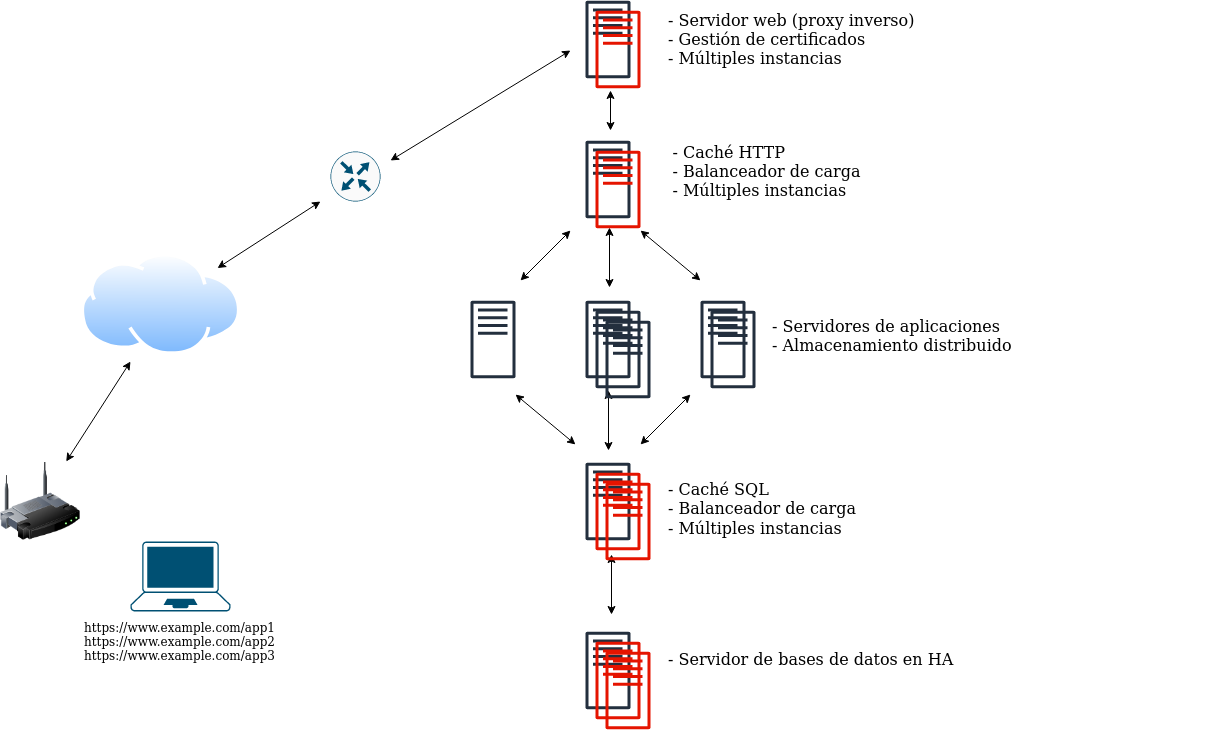 - Servidor web (proxy inverso)
- Gestión de certificados
- Múltiples instancias
- Caché HTTP
- Balanceador de carga
- Múltiples instancias
- Servidores de aplicaciones
- Almacenamiento distribuido
- Caché SQL
- Balanceador de carga
- Múltiples instancias
https://www.example.com/app1
https://www.example.com/app2
https://www.example.com/app3
- Servidor de bases de datos en HA